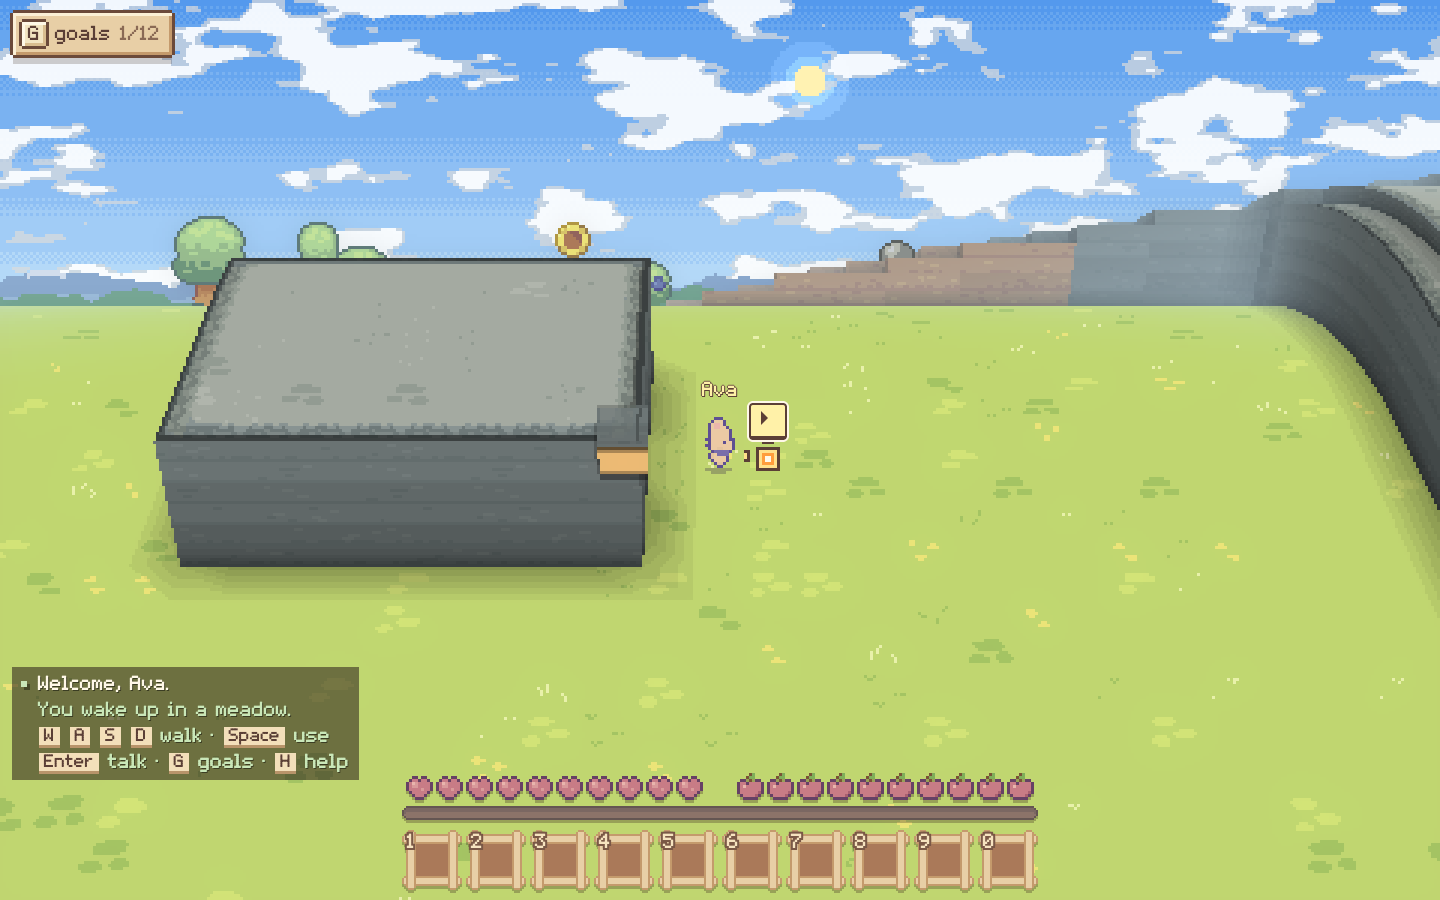 G goals 1/12
Ava
Welcome, Ava.
You wake up in a meadow.
W A S D walk · Space use
Enter talk · G goals · H help
1 2 3 4 5 6 7 8 9 0